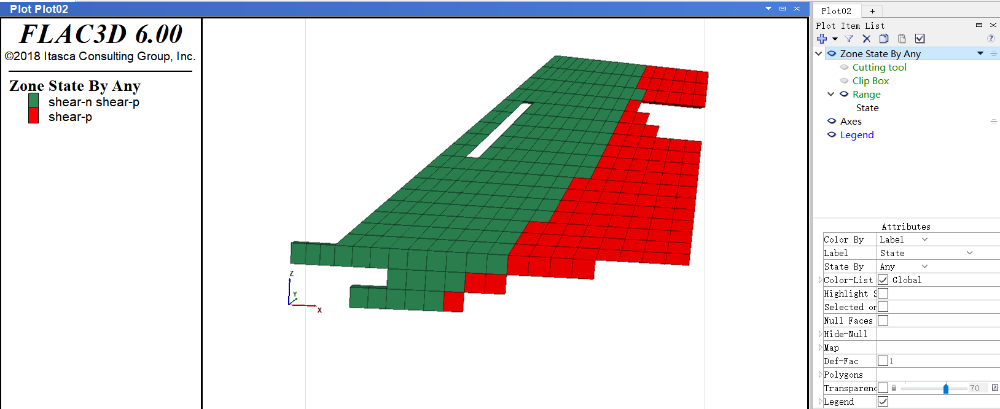 Plot Plot02
FLAC3D 6.00
©2018 Itasca Consulting Group, Inc.
Zone State By Any
shear-n shear-p
shear-p
Z
Y
X
Plot02
+
Plot Item List
Zone State By Any
Cutting tool
Clip Box
Range
State
Axes
Legend
Attributes
Color By Label
Label State
State By Any
Color-List Global
Highlight S
Selected or
Null Faces
Hide-Null
Map
Def-Fac 1
Polygons
Transparenc 70
Legend